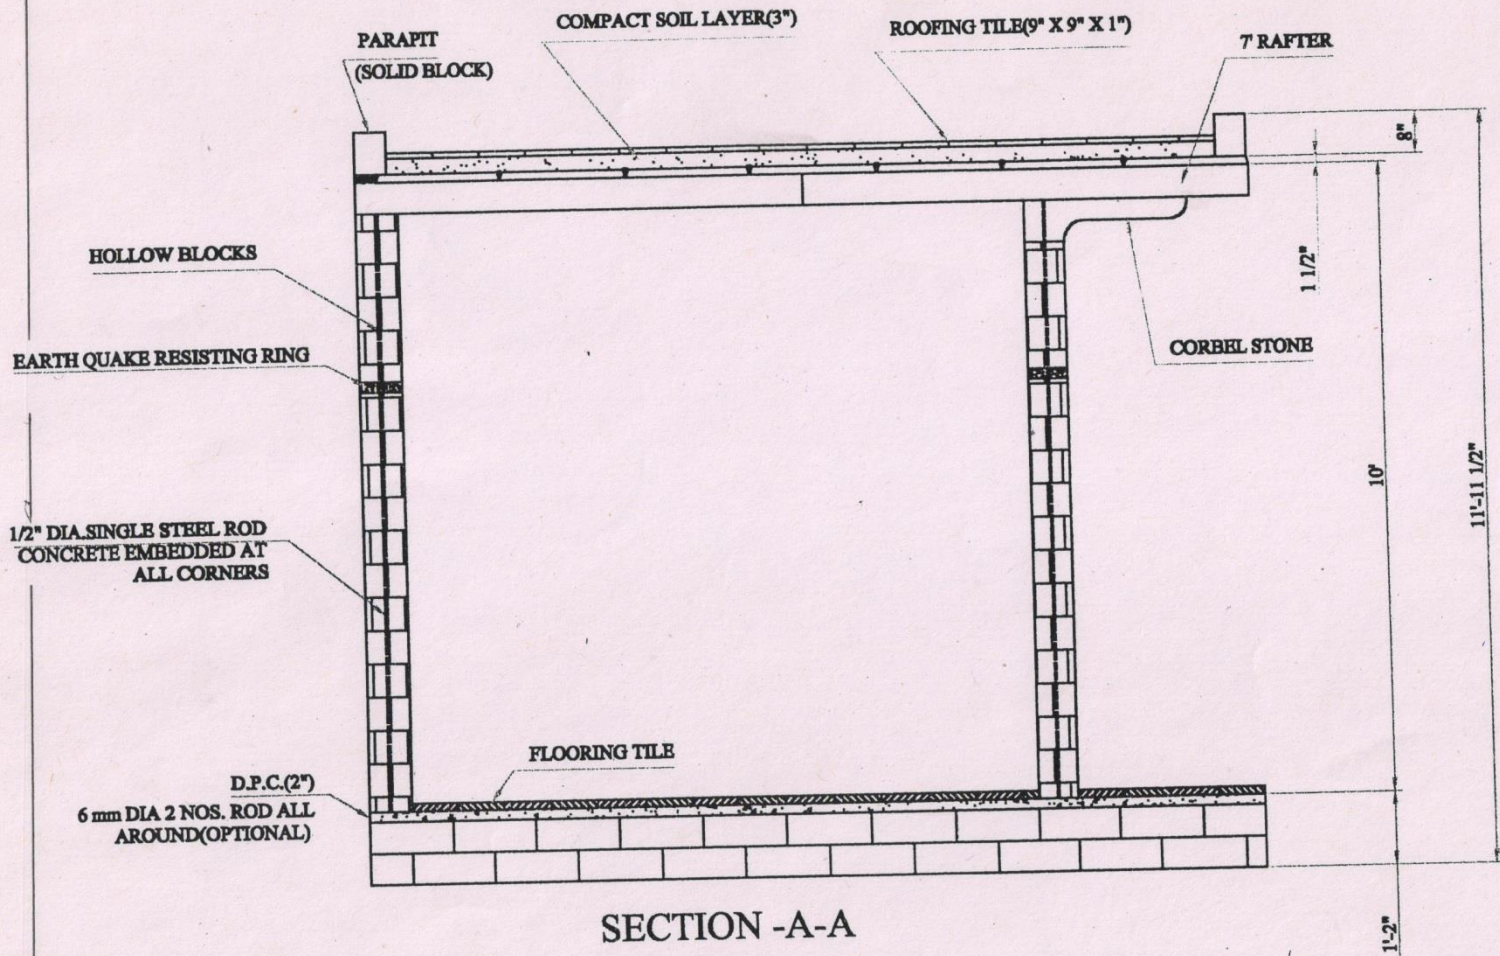 COMPACT SOIL LAYER(3")
ROOFING TILE(9" X 9" X 1")
PARAPIT
(SOLID BLOCK)
7' RAFTER
8"
HOLLOW BLOCKS
1 1/2"
EARTH QUAKE RESISTING RING
CORBEL STONE
10'
11'-11 1/2"
1/2" DIA.SINGLE STEEL ROD
CONCRETE EMBEDDED AT
ALL CORNERS
FLOORING TILE
D.P.C.(2")
6 mm DIA 2 NOS. ROD ALL
AROUND(OPTIONAL)
1'-2"
SECTION -A-A